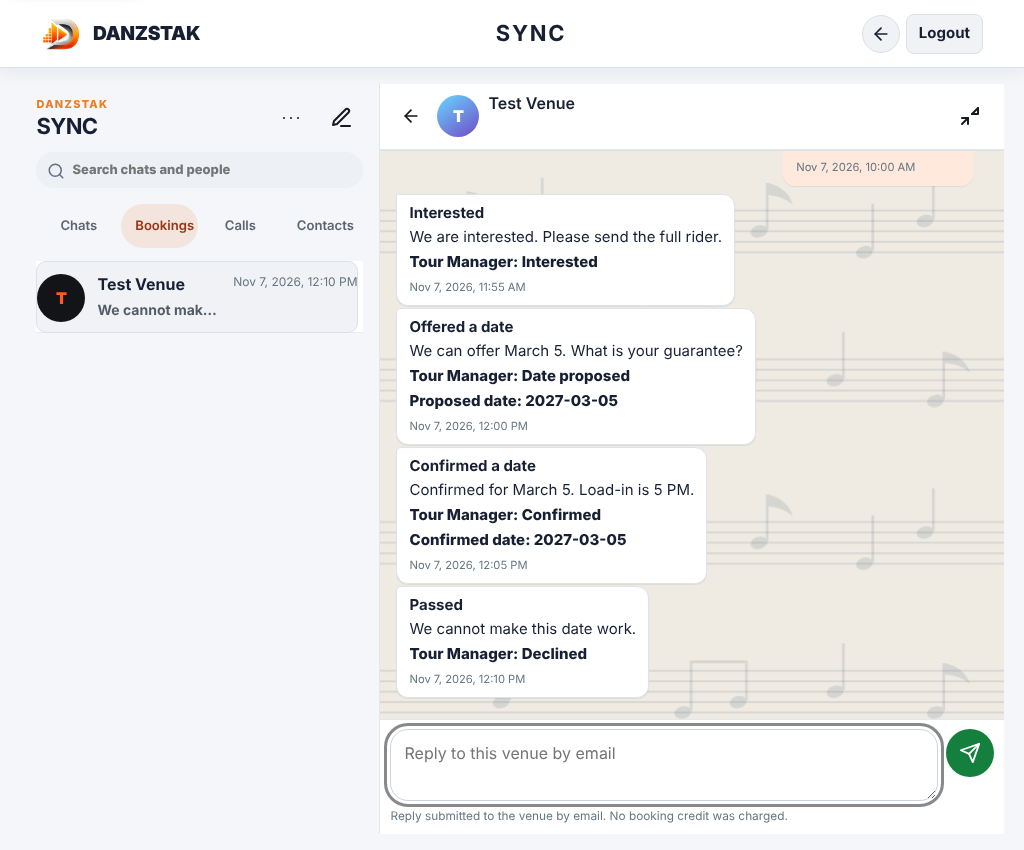 DANZSTAK
SYNC
Logout
DANZSTAK
SYNC
...
Search chats and people
Chats
Bookings
Calls
Contacts
T
Test Venue
Nov 7, 2026, 12:10 PM
We cannot mak...
T
Test Venue
Nov 7, 2026, 10:00 AM
Interested
We are interested. Please send the full rider.
Tour Manager: Interested
Nov 7, 2026, 11:55 AM
Offered a date
We can offer March 5. What is your guarantee?
Tour Manager: Date proposed
Proposed date: 2027-03-05
Nov 7, 2026, 12:00 PM
Confirmed a date
Confirmed for March 5. Load-in is 5 PM.
Tour Manager: Confirmed
Confirmed date: 2027-03-05
Nov 7, 2026, 12:05 PM
Passed
We cannot make this date work.
Tour Manager: Declined
Nov 7, 2026, 12:10 PM
Reply to this venue by email
Reply submitted to the venue by email. No booking credit was charged.